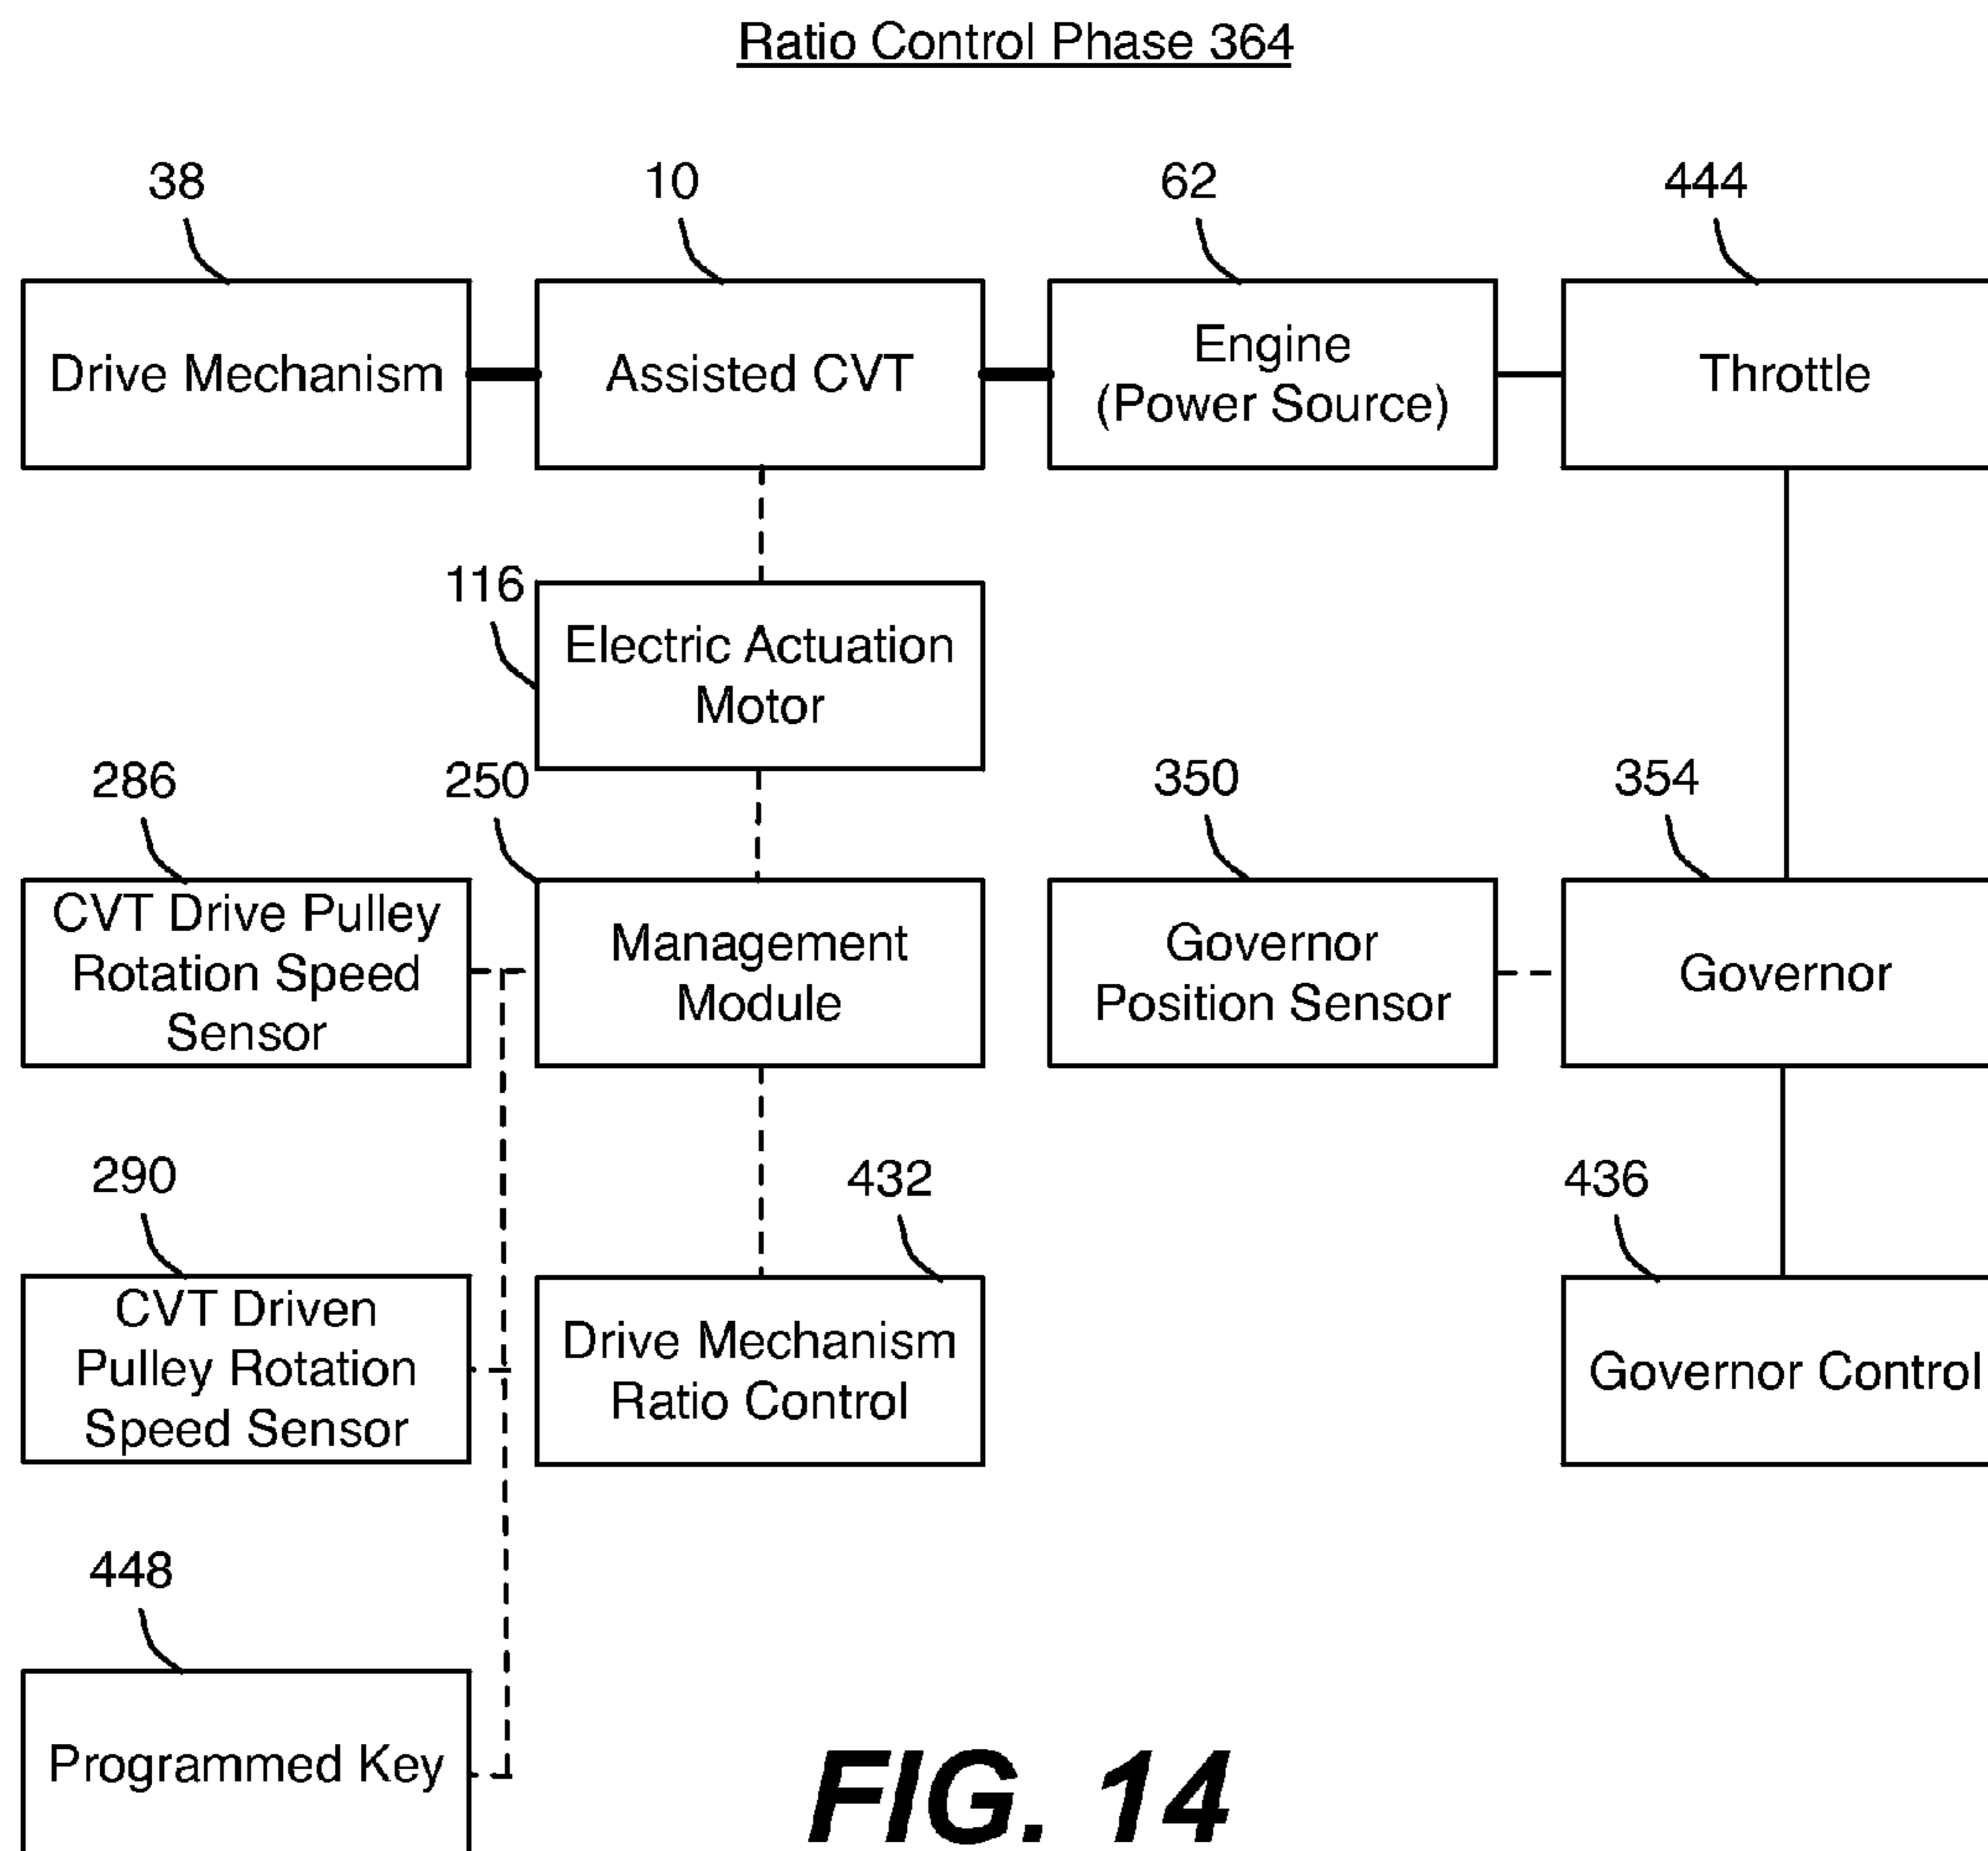 Ratio Control Phase 364
38
10
62
444
Drive Mechanism
Assisted CVT
Engine
(Power Source)
Throttle
116
Electric Actuation
Motor
286
250
350
354
CVT Drive Pulley
Rotation Speed
Sensor
Management
Module
Governor
Position Sensor
Governor
290
432
436
CVT Driven
Pulley Rotation
Speed Sensor
Drive Mechanism
Ratio Control
Governor Control
448
Programmed Key
FIG. 14